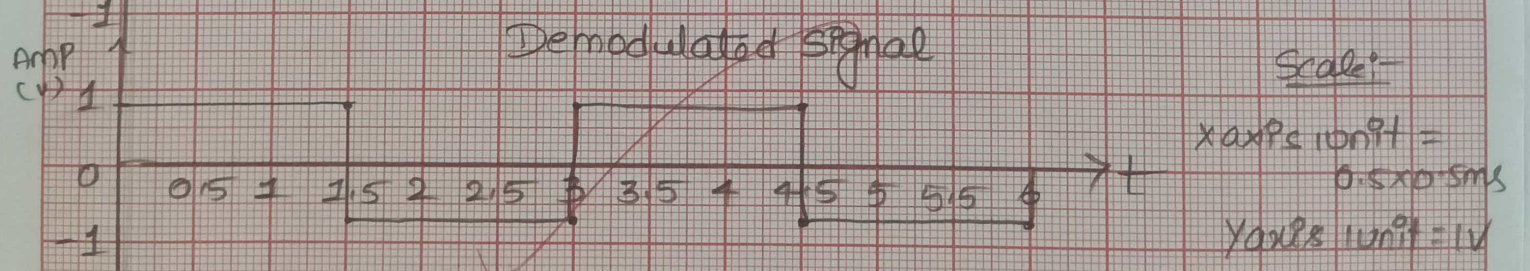 -1
Demodulated signal
Amp
(V)
1
0
0.5 1 1.5 2 2.5 3 3.5 4 4.5 5 5.5 6
t
-1
Scale:-
x axis 1unit =
0.5x0.5ms
Yaxis 1unit = 1V